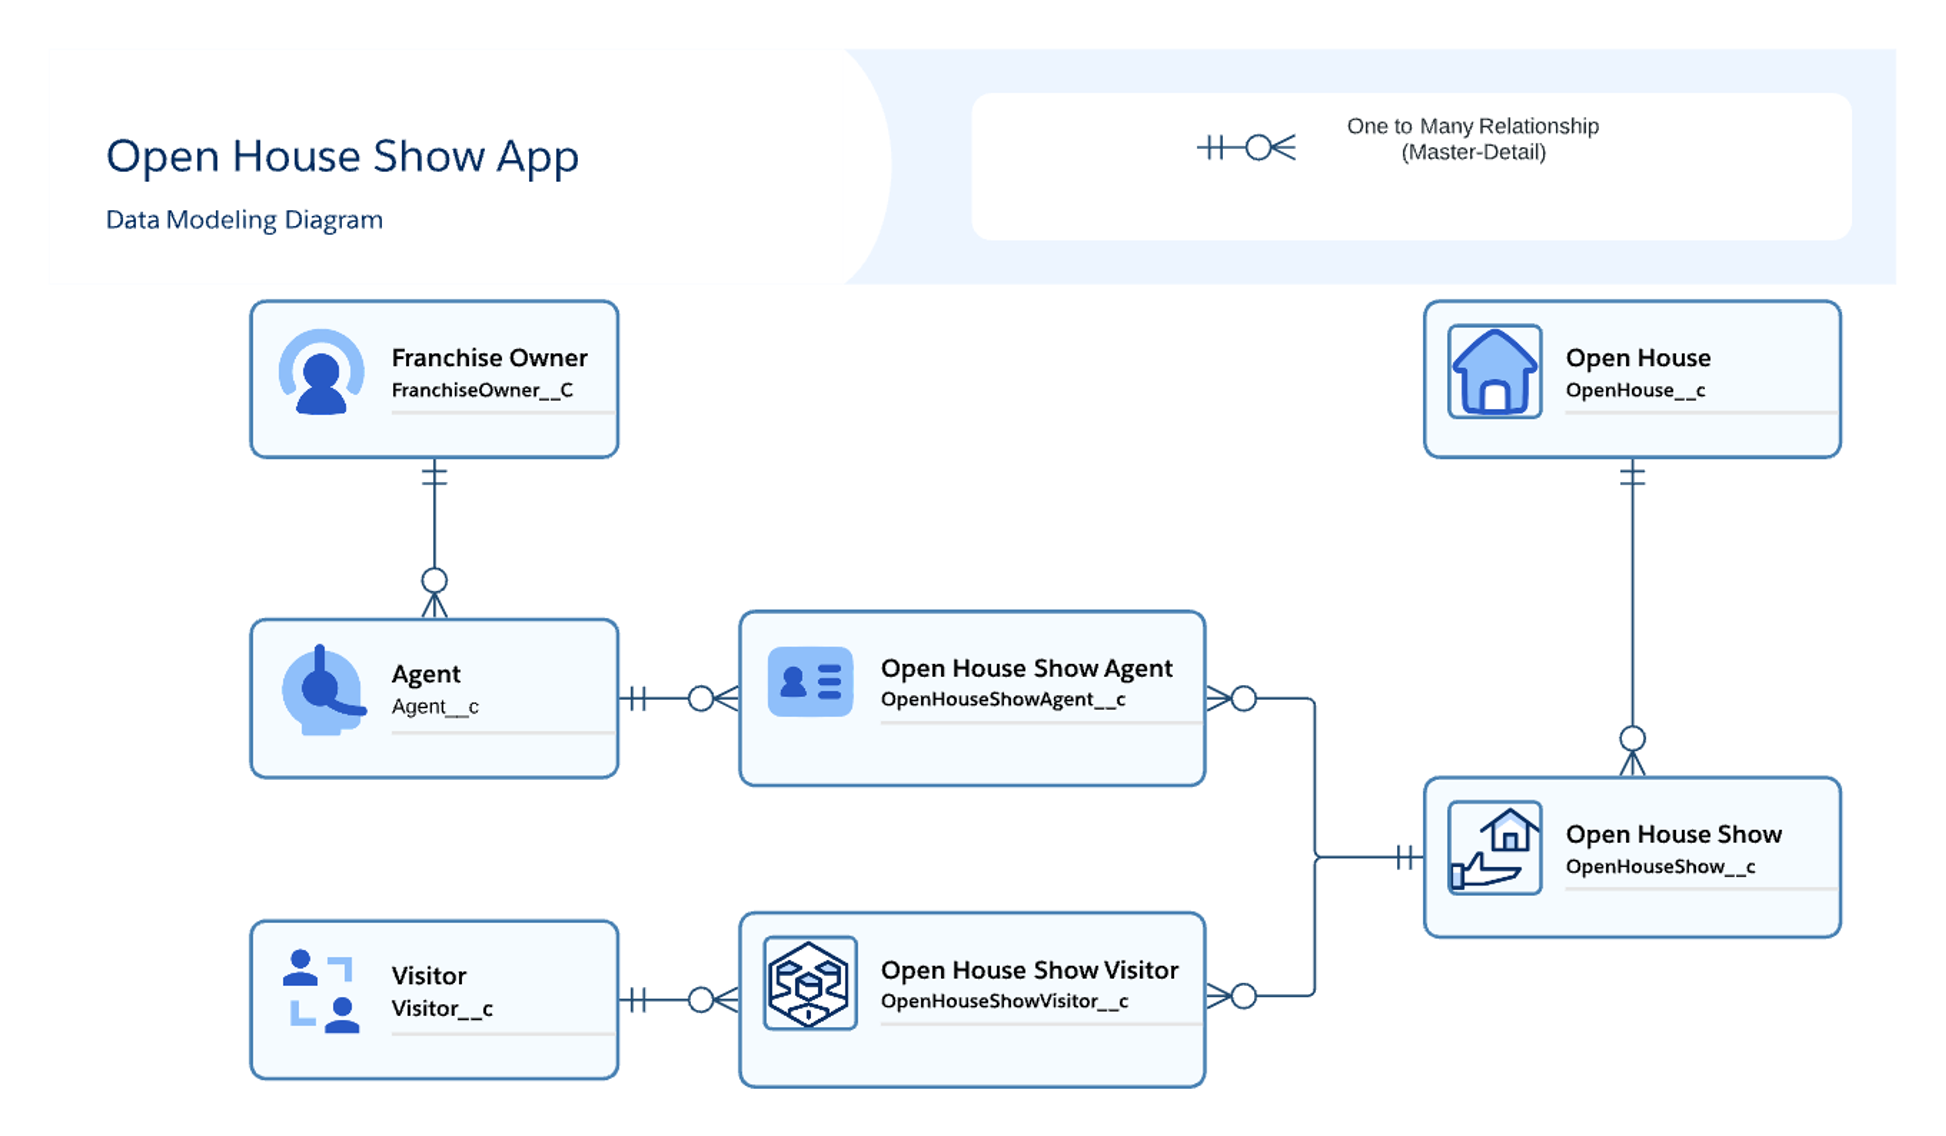 Open House Show App
Data Modeling Diagram
One to Many Relationship
(Master-Detail)
Franchise Owner
FranchiseOwner__C
Open House
OpenHouse__c
Agent
Agent__c
Open House Show Agent
OpenHouseShowAgent__c
Open House Show
OpenHouseShow__c
Visitor
Visitor__c
Open House Show Visitor
OpenHouseShowVisitor__c